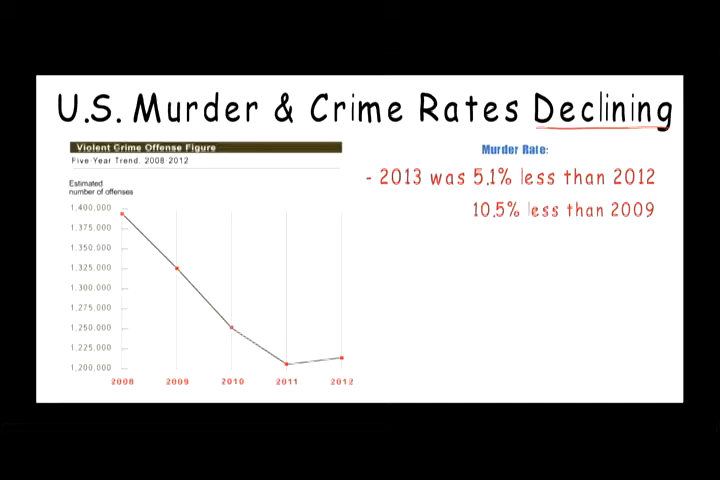 U.S. Murder & Crime Rates Declining
Violent Crime Offense Figure
Five-Year Trend, 2008-2012
Estimated
number of offenses
1,400,000
1,375,000
1,350,000
1,325,000
1,300,000
1,275,000
1,250,000
1,225,000
1,200,000
2008 2009 2010 2011 2012
Murder Rate:
- 2013 was 5.1% less than 2012
10.5% less than 2009